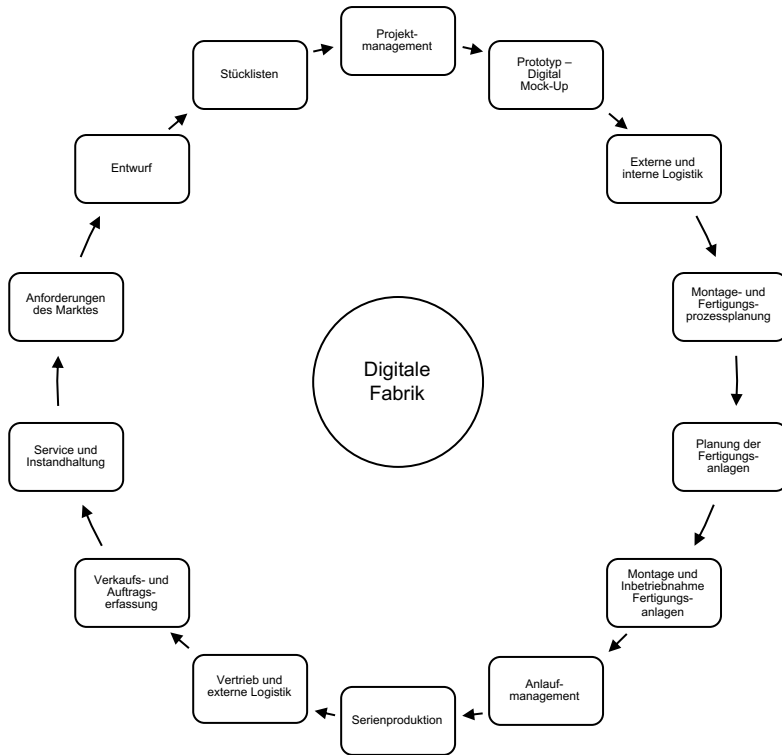 Projekt-
management
Prototyp –
Digital
Mock-Up
Externe und
interne Logistik
Montage- und
Fertigungs-
prozessplanung
Planung der
Fertigungs-
anlagen
Montage und
Inbetriebnahme
Fertigungs-
anlagen
Anlauf-
management
Serienproduktion
Vertrieb und
externe Logistik
Verkaufs- und
Auftrags-
erfassung
Service und
Instandhaltung
Anforderungen
des Marktes
Entwurf
Stücklisten
Digitale
Fabrik